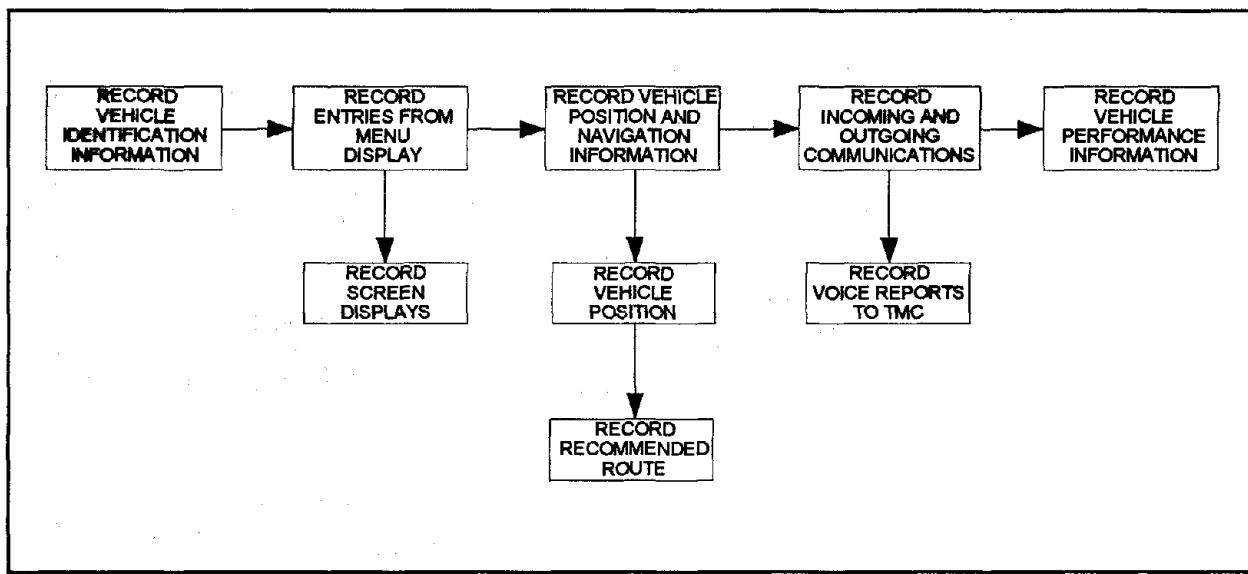 RECORD
VEHICLE
IDENTIFICATION
INFORMATION
RECORD
ENTRIES FROM
MENU
DISPLAY
RECORD VEHICLE
POSITION AND
NAVIGATION
INFORMATION
RECORD
INCOMING AND
OUTGOING
COMMUNICATIONS
RECORD
VEHICLE
PERFORMANCE
INFORMATION
RECORD
SCREEN
DISPLAYS
RECORD
VEHICLE
POSITION
RECORD
VOICE REPORTS
TO TMC
RECORD
RECOMMENDED
ROUTE